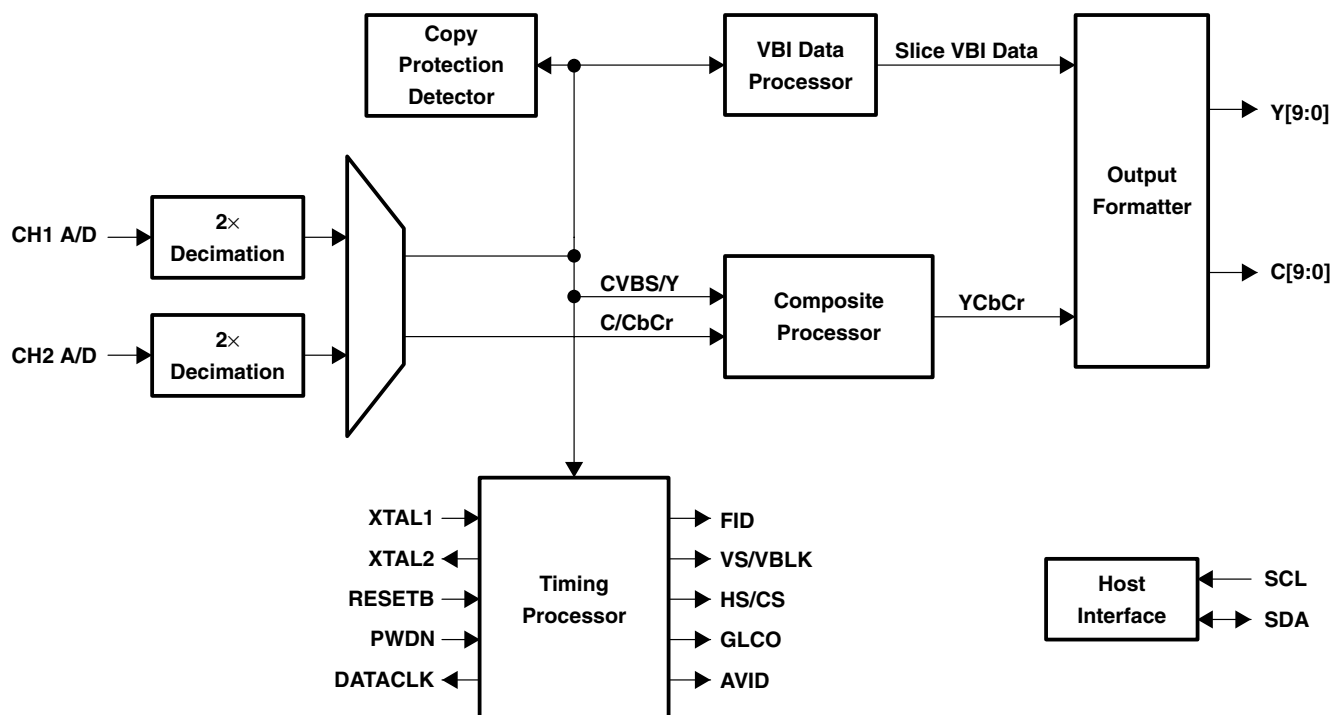 Copy
Protection
Detector
VBI Data
Processor
Slice VBI Data
Y[9:0]
Output
Formatter
C[9:0]
CH1 A/D
2×
Decimation
CH2 A/D
2×
Decimation
CVBS/Y
C/CbCr
Composite
Processor
YCbCr
XTAL1
XTAL2
RESETB
PWDN
DATACLK
Timing
Processor
FID
VS/VBLK
HS/CS
GLCO
AVID
Host
Interface
SCL
SDA